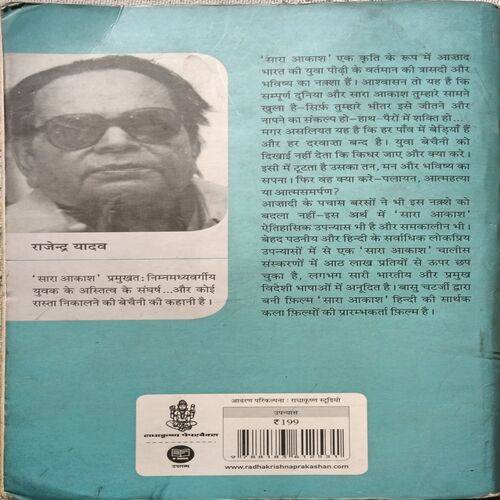 'सारा आकाश' एक कृति के रूप में आज़ाद
भारत की युवा पीढ़ी के वर्तमान की त्रासदी और
भविष्य का नक़्शा है। आश्वासन तो यह है कि
सम्पूर्ण दुनिया और सारा आकाश तुम्हारे सामने
खुला है—सिर्फ़ तुम्हारे भीतर इसे जीतने और
नापने का संकल्प हो—हाथ-पैरों में शक्ति हो...
मगर असलियत यह है कि हर पाँव में बेड़ियाँ हैं
और हर दरवाज़ा बन्द है। युवा बेचैनी को
दिखाई नहीं देता कि किधर जाए और क्या करे।
इसी में टूटता है उसका तन, मन और भविष्य का
सपना। फिर वह क्या करे—पलायन, आत्महत्या
या आत्मसमर्पण?
आज़ादी के पचास बरसों ने भी इस नक़्शे को
बदला नहीं—इस अर्थ में 'सारा आकाश'
ऐतिहासिक उपन्यास भी है और समकालीन भी।
बेहद पठनीय और हिन्दी के सर्वाधिक लोकप्रिय
उपन्यासों में से एक 'सारा आकाश' चालीस
संस्करणों में आठ लाख प्रतियों से ऊपर छप
चुका है, लगभग सारी भारतीय और प्रमुख
विदेशी भाषाओं में अनूदित है। बासु चटर्जी द्वारा
बनी फ़िल्म 'सारा आकाश' हिन्दी की सार्थक
कला फ़िल्मों की प्रारम्भकर्ता फ़िल्म है।
राजेन्द्र यादव
'सारा आकाश' प्रमुखत: निम्नमध्यवर्गीय
युवक के अस्तित्व के संघर्ष...और कोई
रास्ता निकालने की बेचैनी की कहानी है।
आवरण परिकल्पना : राधाकृष्ण स्टूडियो
राधाकृष्ण पेपरबैक्स
उपन्यास
₹199
9 788183 612531
www.radhakrishnaprakashan.com